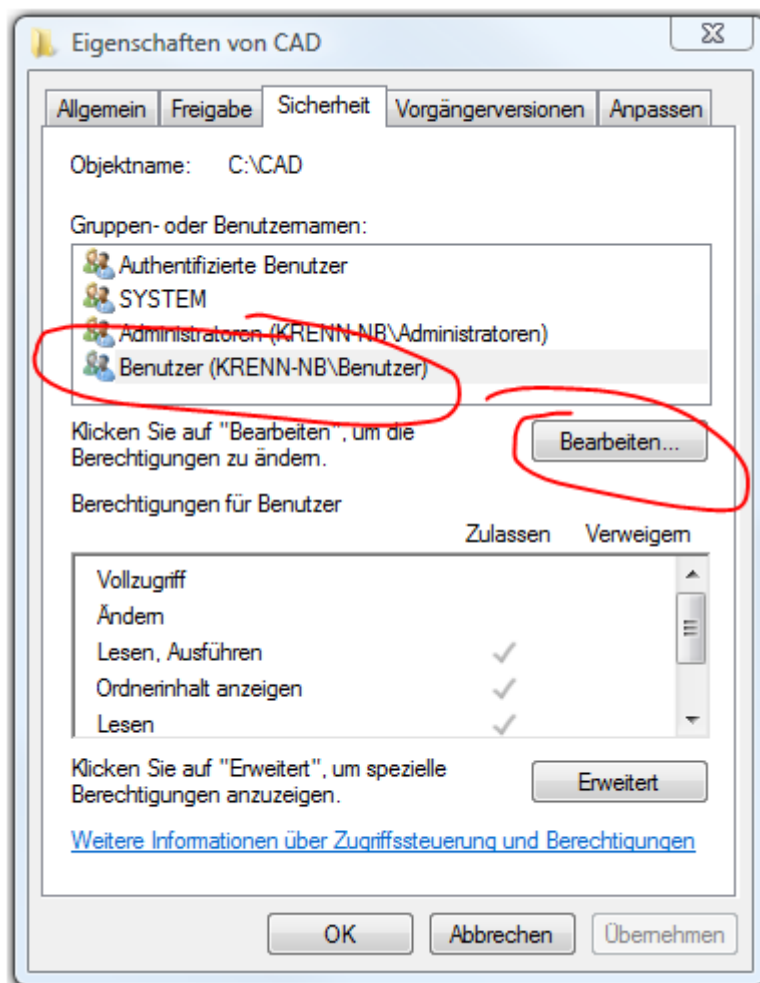 Eigenschaften von CAD
Allgemein Freigabe Sicherheit Vorgängerversionen Anpassen
Objektname: C:\CAD
Gruppen- oder Benutzernamen:
Authentifizierte Benutzer
SYSTEM
Administratoren (KRENN-NB\Administratoren)
Benutzer (KRENN-NB\Benutzer)
Klicken Sie auf "Bearbeiten", um die
Berechtigungen zu ändern.
Bearbeiten...
Berechtigungen für Benutzer
Zulassen Verweigern
Vollzugriff
Ändern
Lesen, Ausführen
Ordnerinhalt anzeigen
Lesen
Klicken Sie auf "Erweitert", um spezielle
Berechtigungen anzuzeigen.
Erweitert
Weitere Informationen über Zugriffssteuerung und Berechtigungen
OK Abbrechen Übernehmen